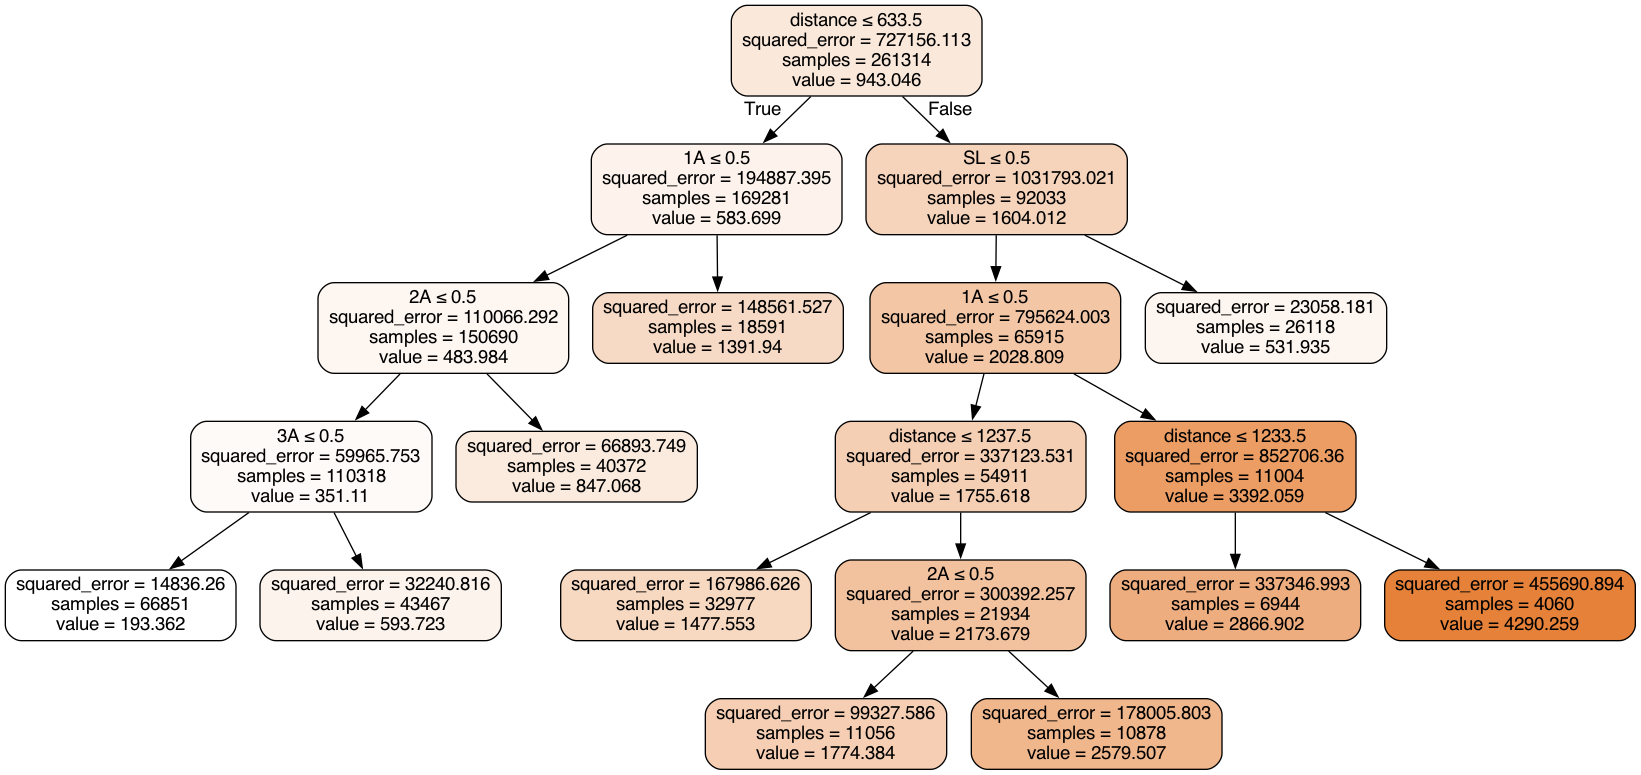 distance ≤ 633.5
squared_error = 727156.113
samples = 261314
value = 943.046
True
False
1A ≤ 0.5
squared_error = 194887.395
samples = 169281
value = 583.699
SL ≤ 0.5
squared_error = 1031793.021
samples = 92033
value = 1604.012
2A ≤ 0.5
squared_error = 110066.292
samples = 150690
value = 483.984
squared_error = 148561.527
samples = 18591
value = 1391.94
1A ≤ 0.5
squared_error = 795624.003
samples = 65915
value = 2028.809
squared_error = 23058.181
samples = 26118
value = 531.935
3A ≤ 0.5
squared_error = 59965.753
samples = 110318
value = 351.11
squared_error = 66893.749
samples = 40372
value = 847.068
distance ≤ 1237.5
squared_error = 337123.531
samples = 54911
value = 1755.618
distance ≤ 1233.5
squared_error = 852706.36
samples = 11004
value = 3392.059
squared_error = 14836.26
samples = 66851
value = 193.362
squared_error = 32240.816
samples = 43467
value = 593.723
squared_error = 167986.626
samples = 32977
value = 1477.553
2A ≤ 0.5
squared_error = 300392.257
samples = 21934
value = 2173.679
squared_error = 337346.993
samples = 6944
value = 2866.902
squared_error = 455690.894
samples = 4060
value = 4290.259
squared_error = 99327.586
samples = 11056
value = 1774.384
squared_error = 178005.803
samples = 10878
value = 2579.507